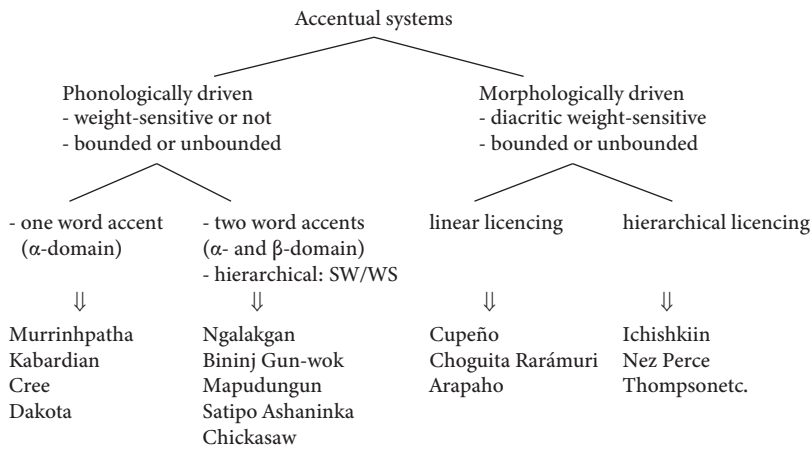 Accentual systems
Phonologically driven
- weight-sensitive or not
- bounded or unbounded
Morphologically driven
- diacritic weight-sensitive
- bounded or unbounded
- one word accent
(α-domain)
- two word accents
(α- and β-domain)
- hierarchical: SW/WS
linear licencing
hierarchical licencing
⇓ ⇓ ⇓ ⇓
Murrinhpatha
Kabardian
Cree
Dakota
Ngalakgan
Bininj Gun-wok
Mapudungun
Satipo Ashaninka
Chickasaw
Cupeño
Choguita Rarámuri
Arapaho
Ichishkiin
Nez Perce
Thompsonetc.